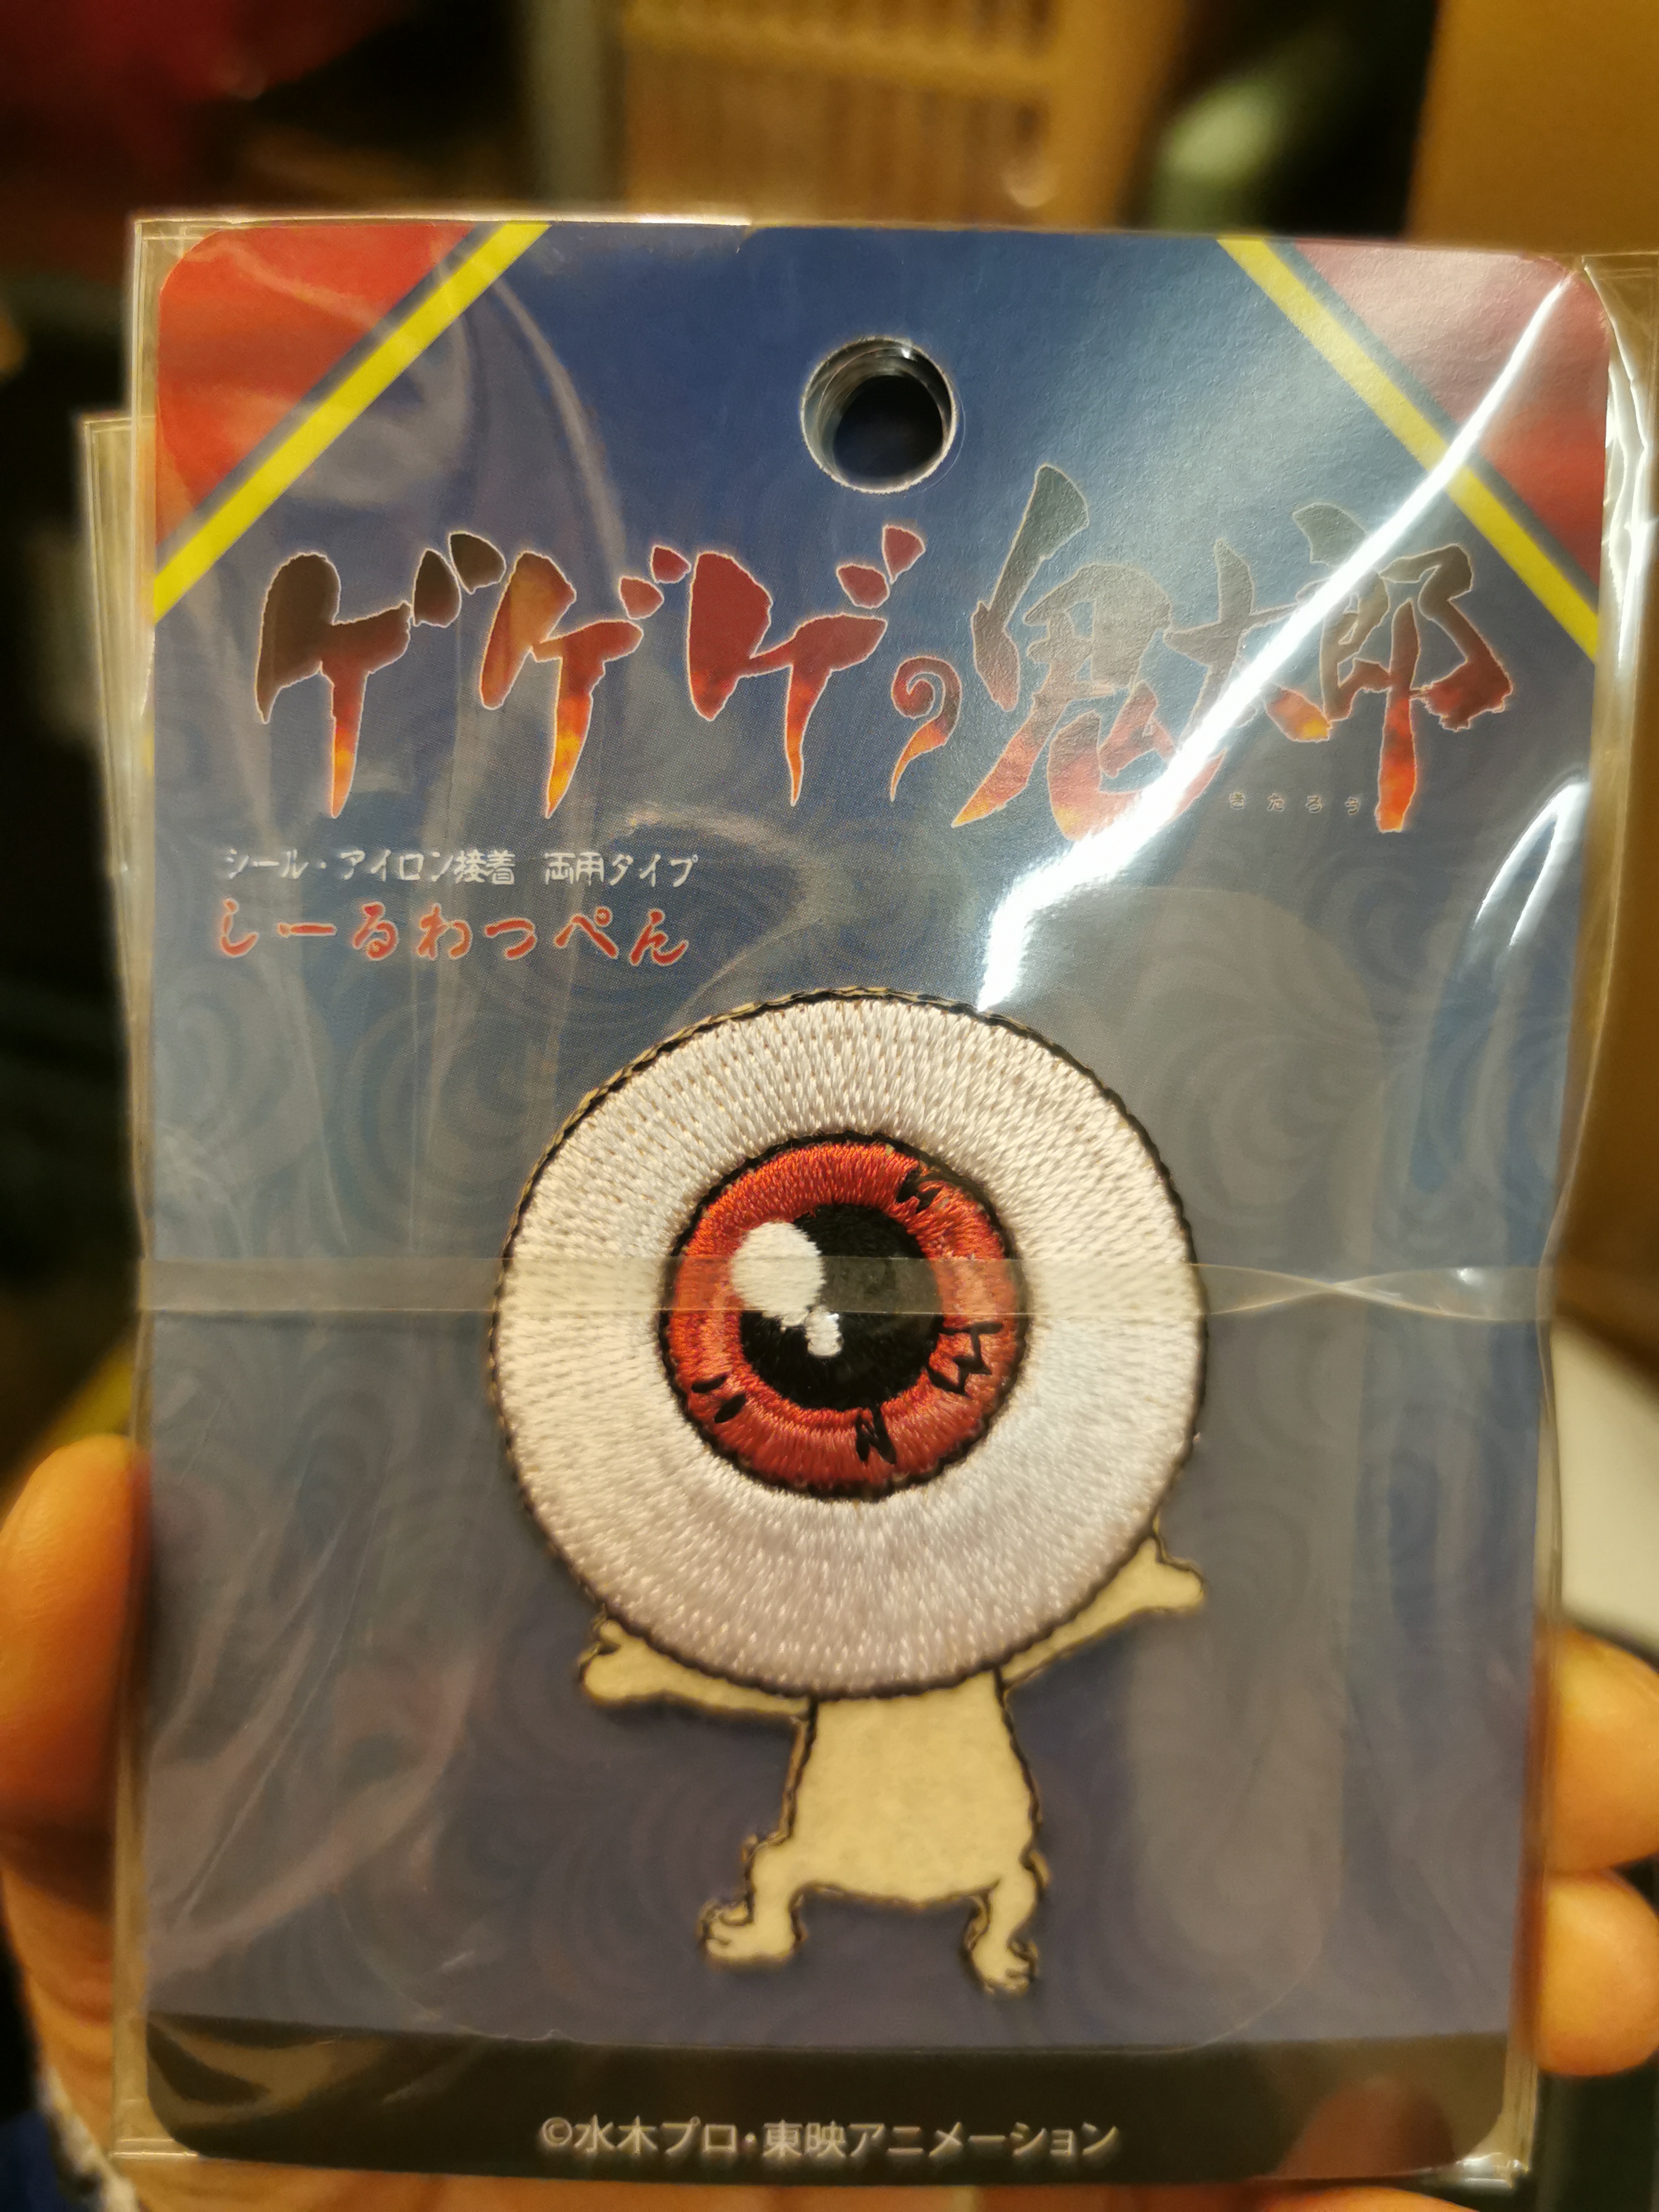 ゲゲゲの鬼太郎
きたろう
シール・アイロン接着 両用タイプ
しーるわっぺん
©水木プロ・東映アニメーション